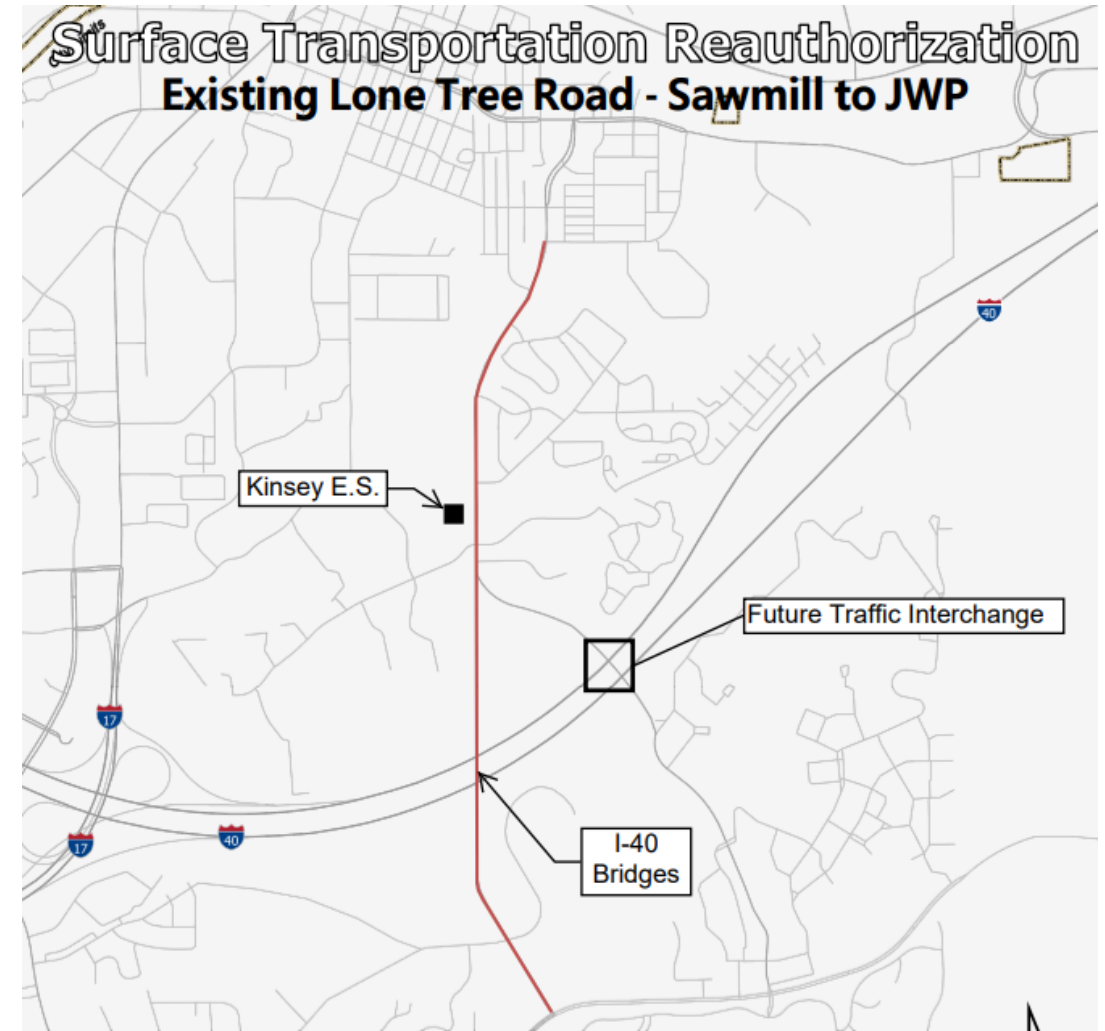 Surface Transportation Reauthorization
Existing Lone Tree Road - Sawmill to JWP
40
Kinsey E.S.
Future Traffic Interchange
17
I-40
Bridges
40
17